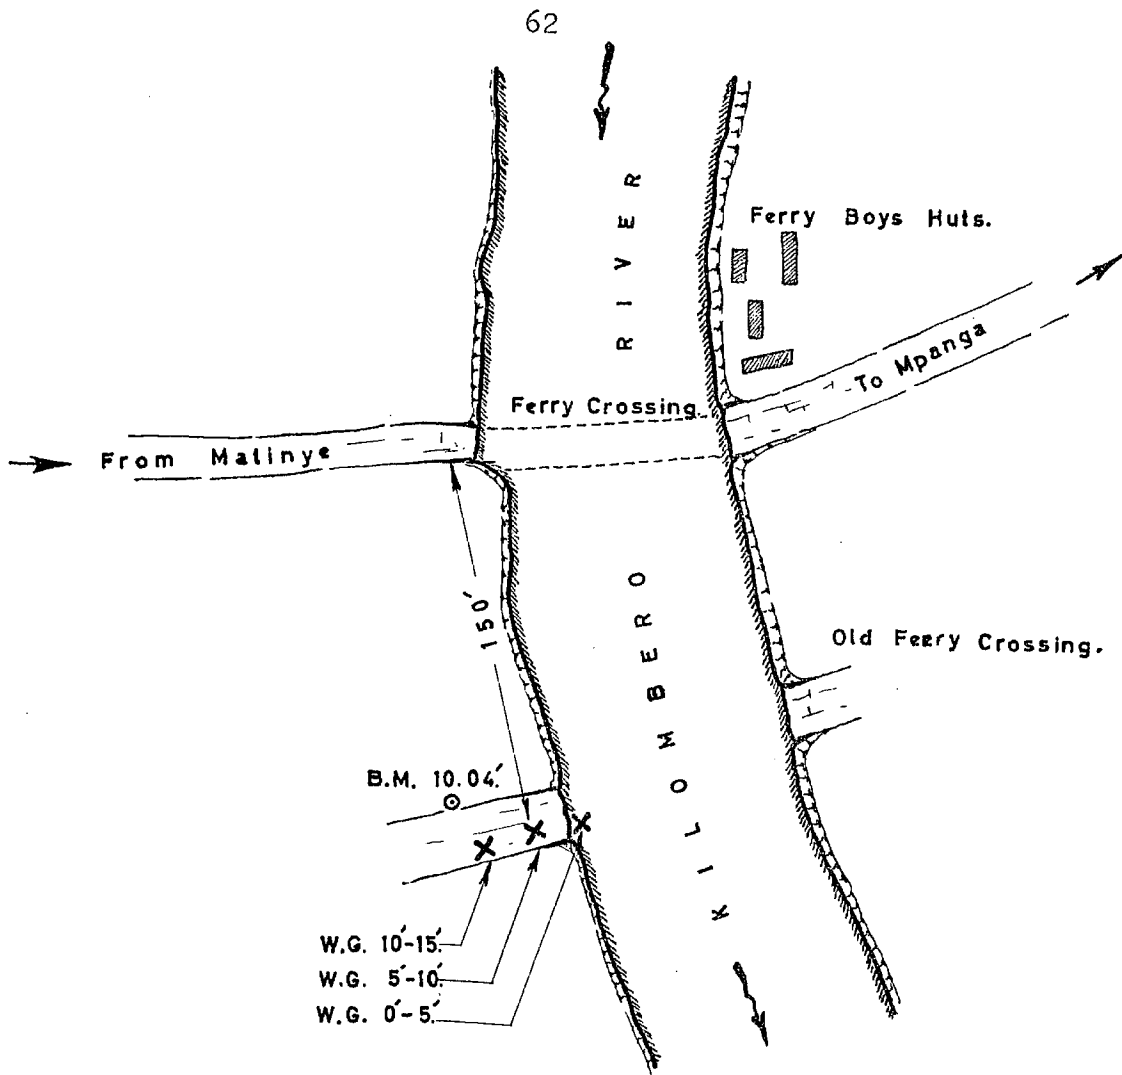 62
RIVER
Ferry Boys Huts.
To Mpanga
Ferry Crossing.
From Malinye
150'
KILOMBERO
Old Ferry Crossing.
B.M. 10.04'.
W.G. 10'-15'.
W.G. 5'-10'.
W.G. 0'-5'.